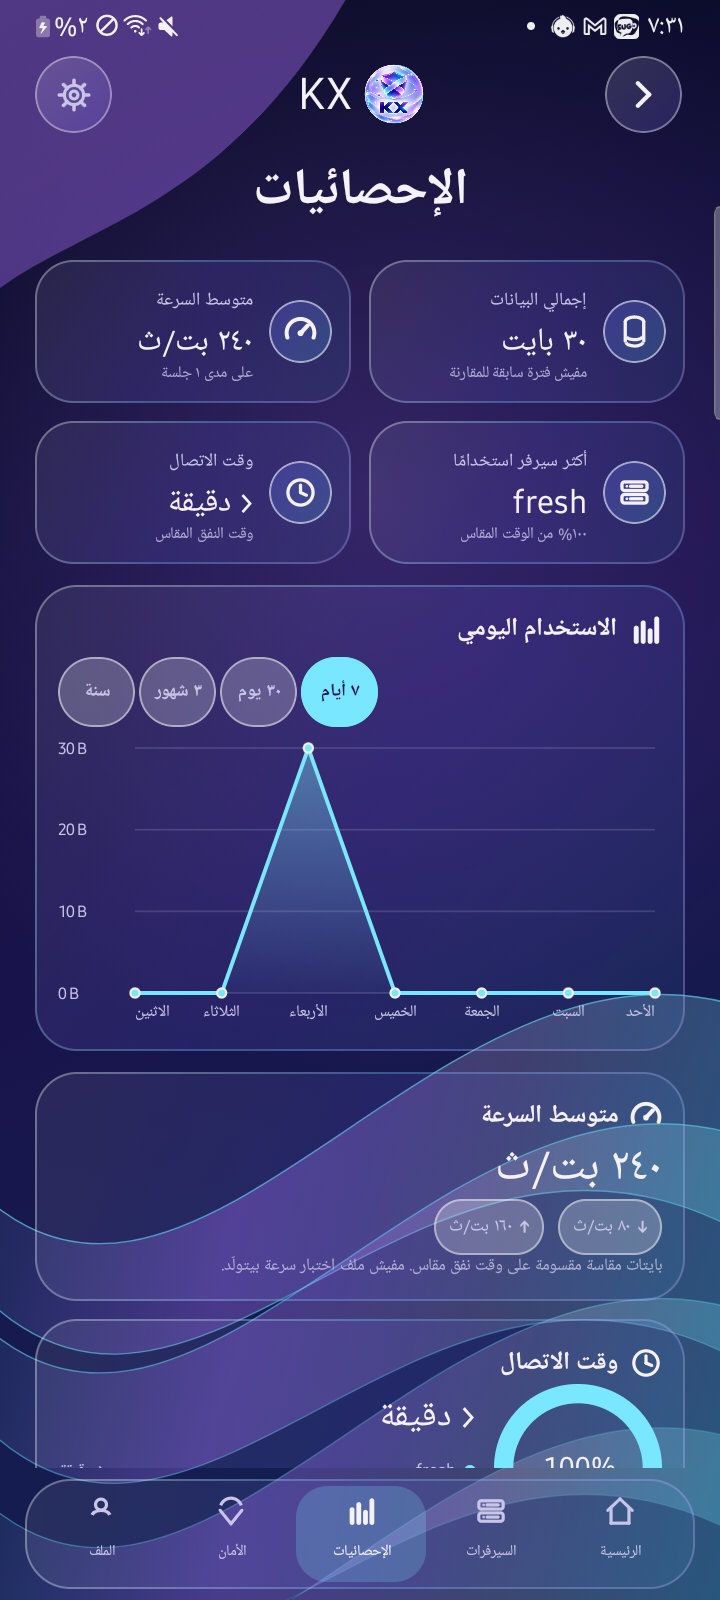 ٧:٣١
%٢
KX
KX
الإحصائيات
إجمالي البيانات
٣٠ بايت
مفيش فترة سابقة للمقارنة
متوسط السرعة
٢٤٠ بت/ث
على مدى ١ جلسة
أكثر سيرفر استخدامًا
fresh
١٠٠% من الوقت المقاس
وقت الاتصال
< دقيقة
وقت النفق المقاس
الاستخدام اليومي
٧ أيام
٣٠ يوم
٣ شهور
سنة
30 B
20 B
10 B
0 B
الاثنين الثلاثاء الأربعاء الخميس الجمعة السبت الأحد
متوسط السرعة
٢٤٠ بت/ث
↓ ٨٠ بت/ث
↑ ١٦٠ بت/ث
بايتات مقاسة مقسومة على وقت نفق مقاس. مفيش ملف اختبار سرعة بيتولّد.
وقت الاتصال
< دقيقة
100%
fresh
الرئيسية
السيرفرات
الإحصائيات
الأمان
الملف